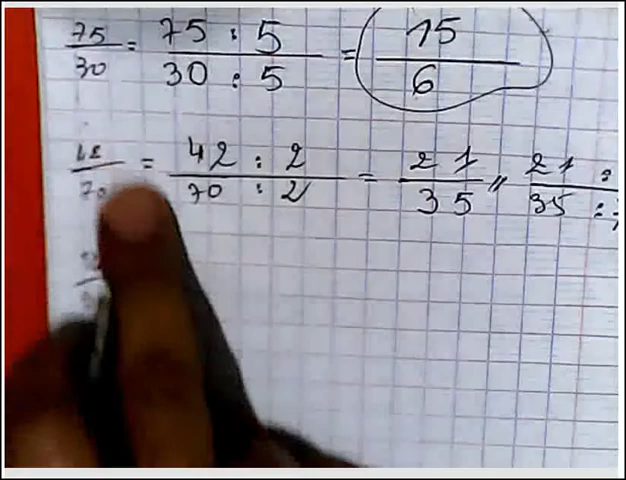 75/30 = 75 : 5 / 30 : 5 = 15/6
42/70 = 42 : 2 / 70 : 2 = 21/35 = 21 : / 35 :